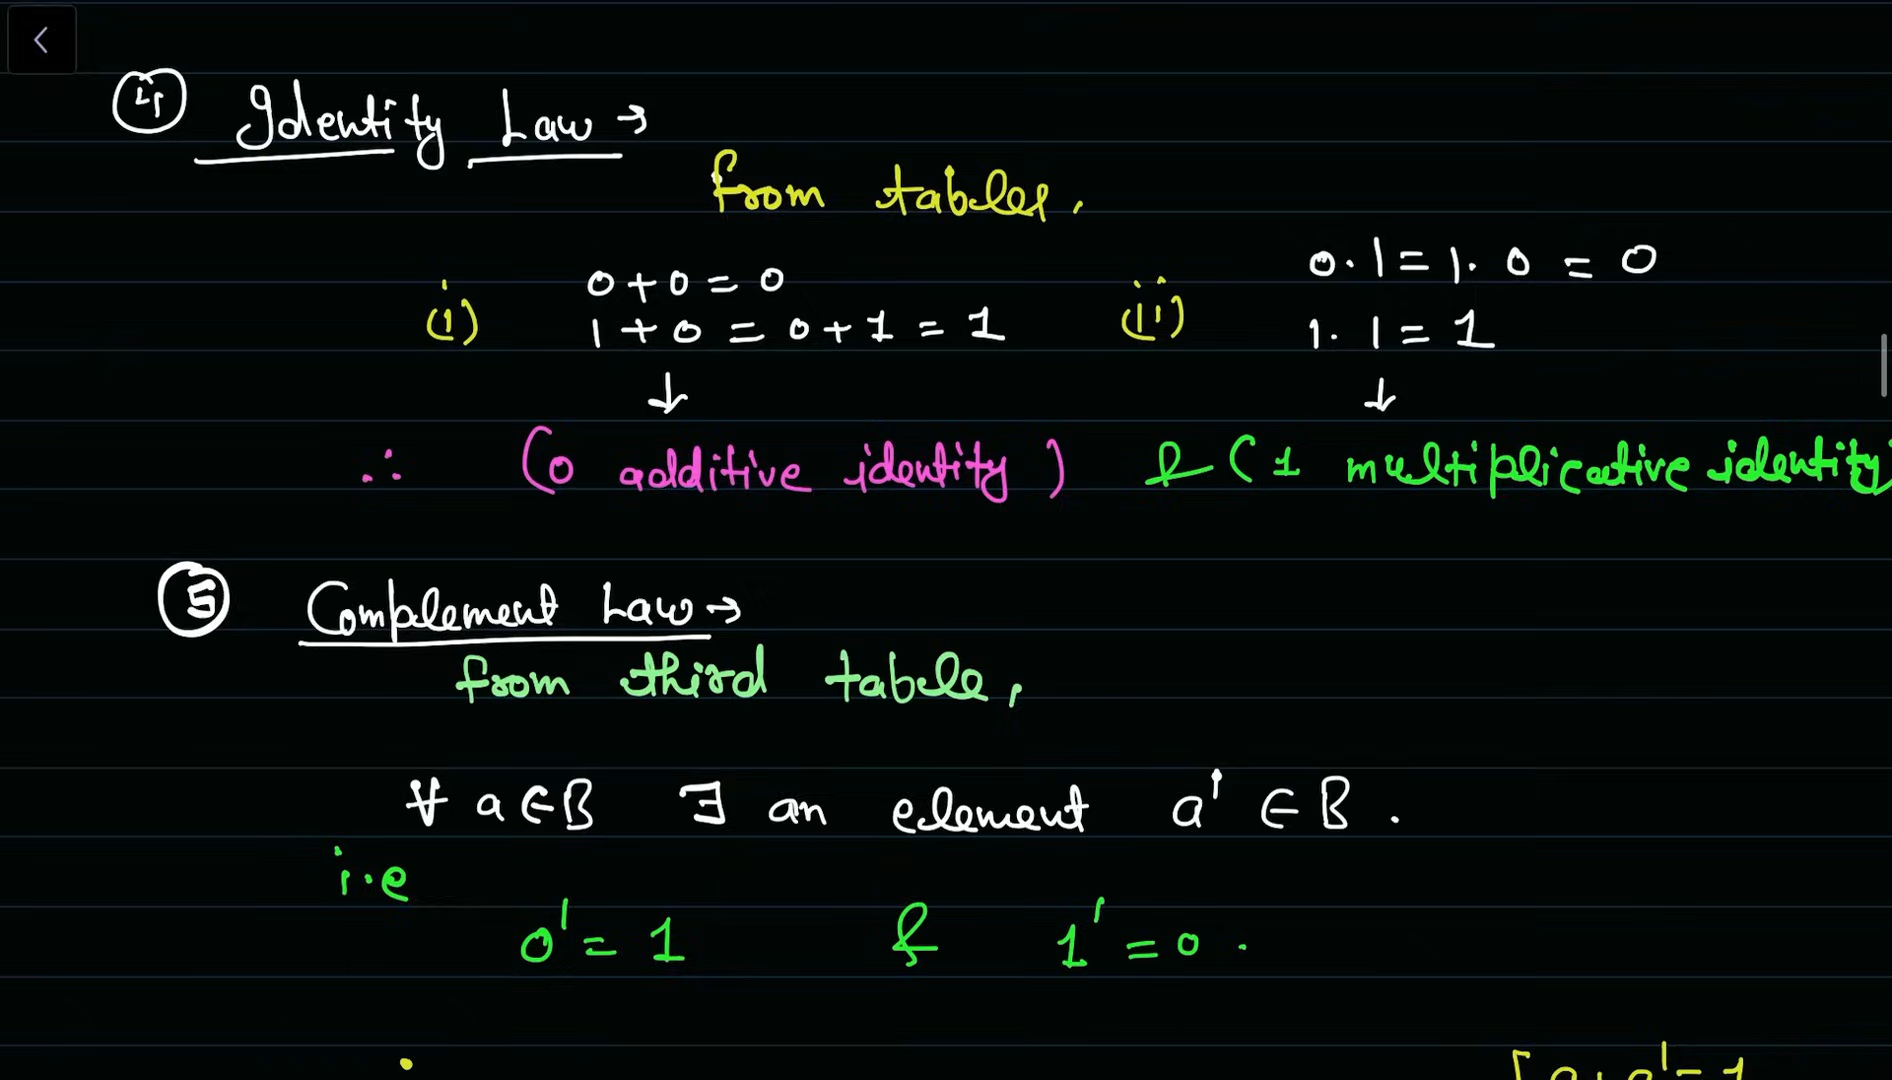 ④ Identity Law →
from tables,
(i) 0 + 0 = 0
1 + 0 = 0 + 1 = 1
(ii) 0 . 1 = 1 . 0 = 0
1 . 1 = 1
↓ ↓
∴ (0 additive identity) & (1 multiplicative identity)
⑤ Complement Law →
from third table,
∀ a ∈ B ∃ an element a' ∈ B .
i.e
0' = 1 & 1' = 0 .
[a + a' = 1